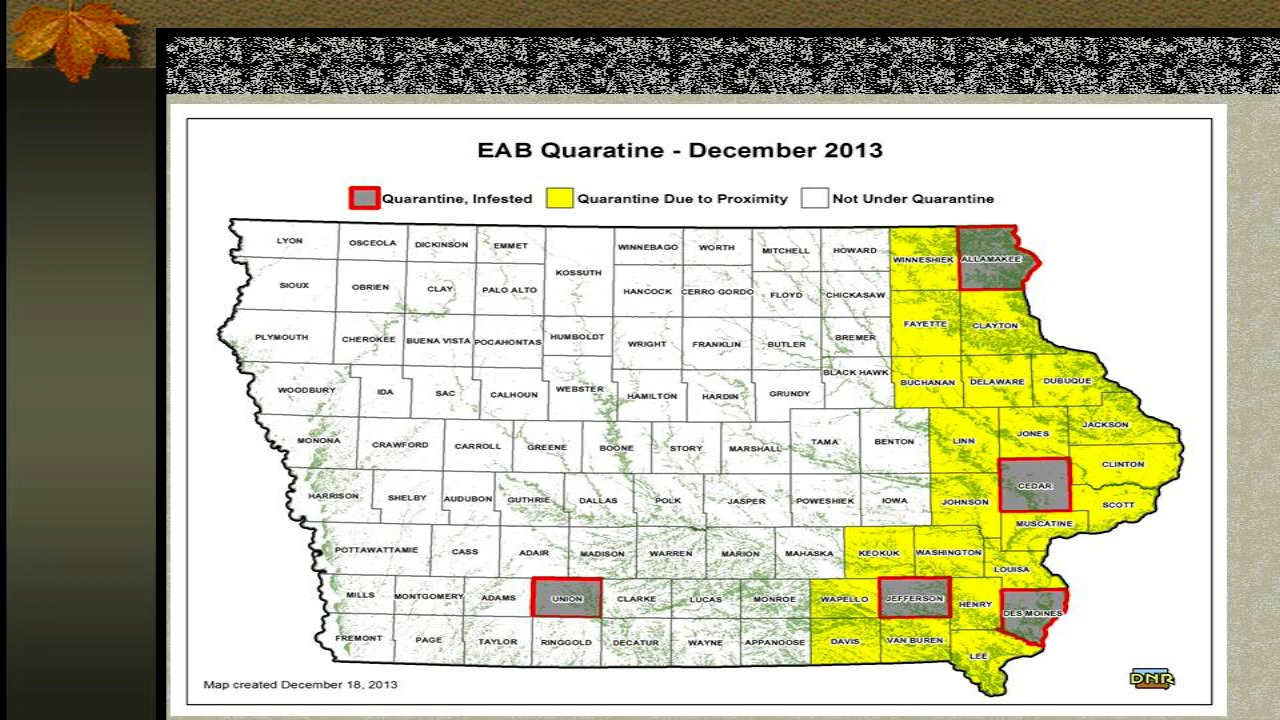 EAB Quaratine - December 2013
Quarantine, Infested
Quarantine Due to Proximity
Not Under Quarantine
LYON
OSCEOLA
DICKINSON
EMMET
WINNEBAGO
WORTH
MITCHELL
HOWARD
WINNESHIEK
ALLAMAKEE
KOSSUTH
SIOUX
OBRIEN
CLAY
PALO ALTO
HANCOCK
CERRO GORDO
FLOYD
CHICKASAW
FAYETTE
CLAYTON
PLYMOUTH
CHEROKEE
BUENA VISTA
POCAHONTAS
HUMBOLDT
WRIGHT
FRANKLIN
BUTLER
BREMER
BLACK HAWK
WOODBURY
IDA
SAC
CALHOUN
WEBSTER
HAMILTON
HARDIN
GRUNDY
BUCHANAN
DELAWARE
DUBUQUE
MONONA
CRAWFORD
CARROLL
GREENE
BOONE
STORY
MARSHALL
TAMA
BENTON
LINN
JONES
JACKSON
CLINTON
HARRISON
SHELBY
AUDUBON
GUTHRIE
DALLAS
POLK
JASPER
POWESHIEK
IOWA
JOHNSON
CEDAR
SCOTT
MUSCATINE
POTTAWATTAMIE
CASS
ADAIR
MADISON
WARREN
MARION
MAHASKA
KEOKUK
WASHINGTON
LOUISA
MILLS
MONTGOMERY
ADAMS
UNION
CLARKE
LUCAS
MONROE
WAPELLO
JEFFERSON
HENRY
DES MOINES
FREMONT
PAGE
TAYLOR
RINGGOLD
DECATUR
WAYNE
APPANOOSE
DAVIS
VAN BUREN
LEE
Map created December 18, 2013
DNR